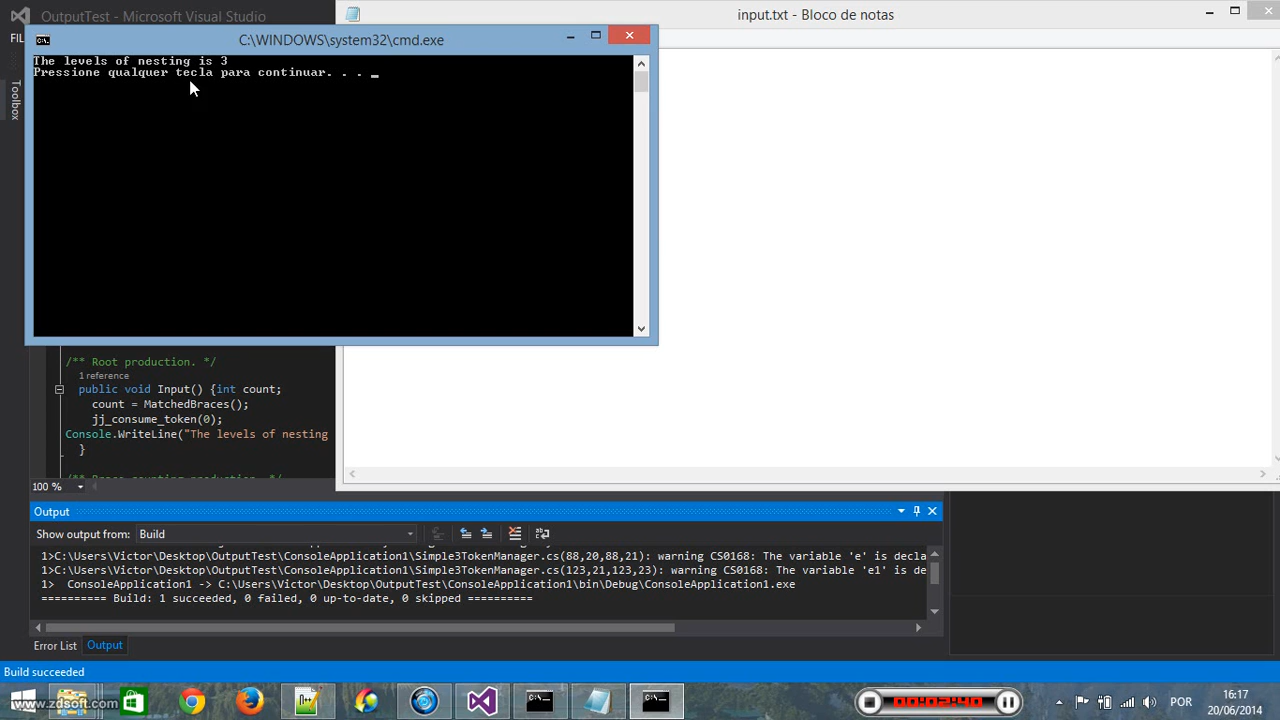 OutputTest - Microsoft Visual Studio
input.txt - Bloco de notas
C:\WINDOWS\system32\cmd.exe
The levels of nesting is 3
Pressione qualquer tecla para continuar. . . _
Toolbox
/** Root production. */
1 reference
public void Input() {int count;
count = MatchedBraces();
jj_consume_token(0);
Console.WriteLine("The levels of nesting
}
100 %
Output
Show output from: Build
1>C:\Users\Victor\Desktop\OutputTest\ConsoleApplication1\Simple3TokenManager.cs(88,20,88,21): warning CS0168: The variable 'e' is decla
1>C:\Users\Victor\Desktop\OutputTest\ConsoleApplication1\Simple3TokenManager.cs(123,21,123,23): warning CS0168: The variable 'e1' is de
1> ConsoleApplication1 -> C:\Users\Victor\Desktop\OutputTest\ConsoleApplication1\bin\Debug\ConsoleApplication1.exe
========== Build: 1 succeeded, 0 failed, 0 up-to-date, 0 skipped ==========
Error List Output
Build succeeded
www.zdsoft.com
00:02:40
POR
16:17
20/06/2014